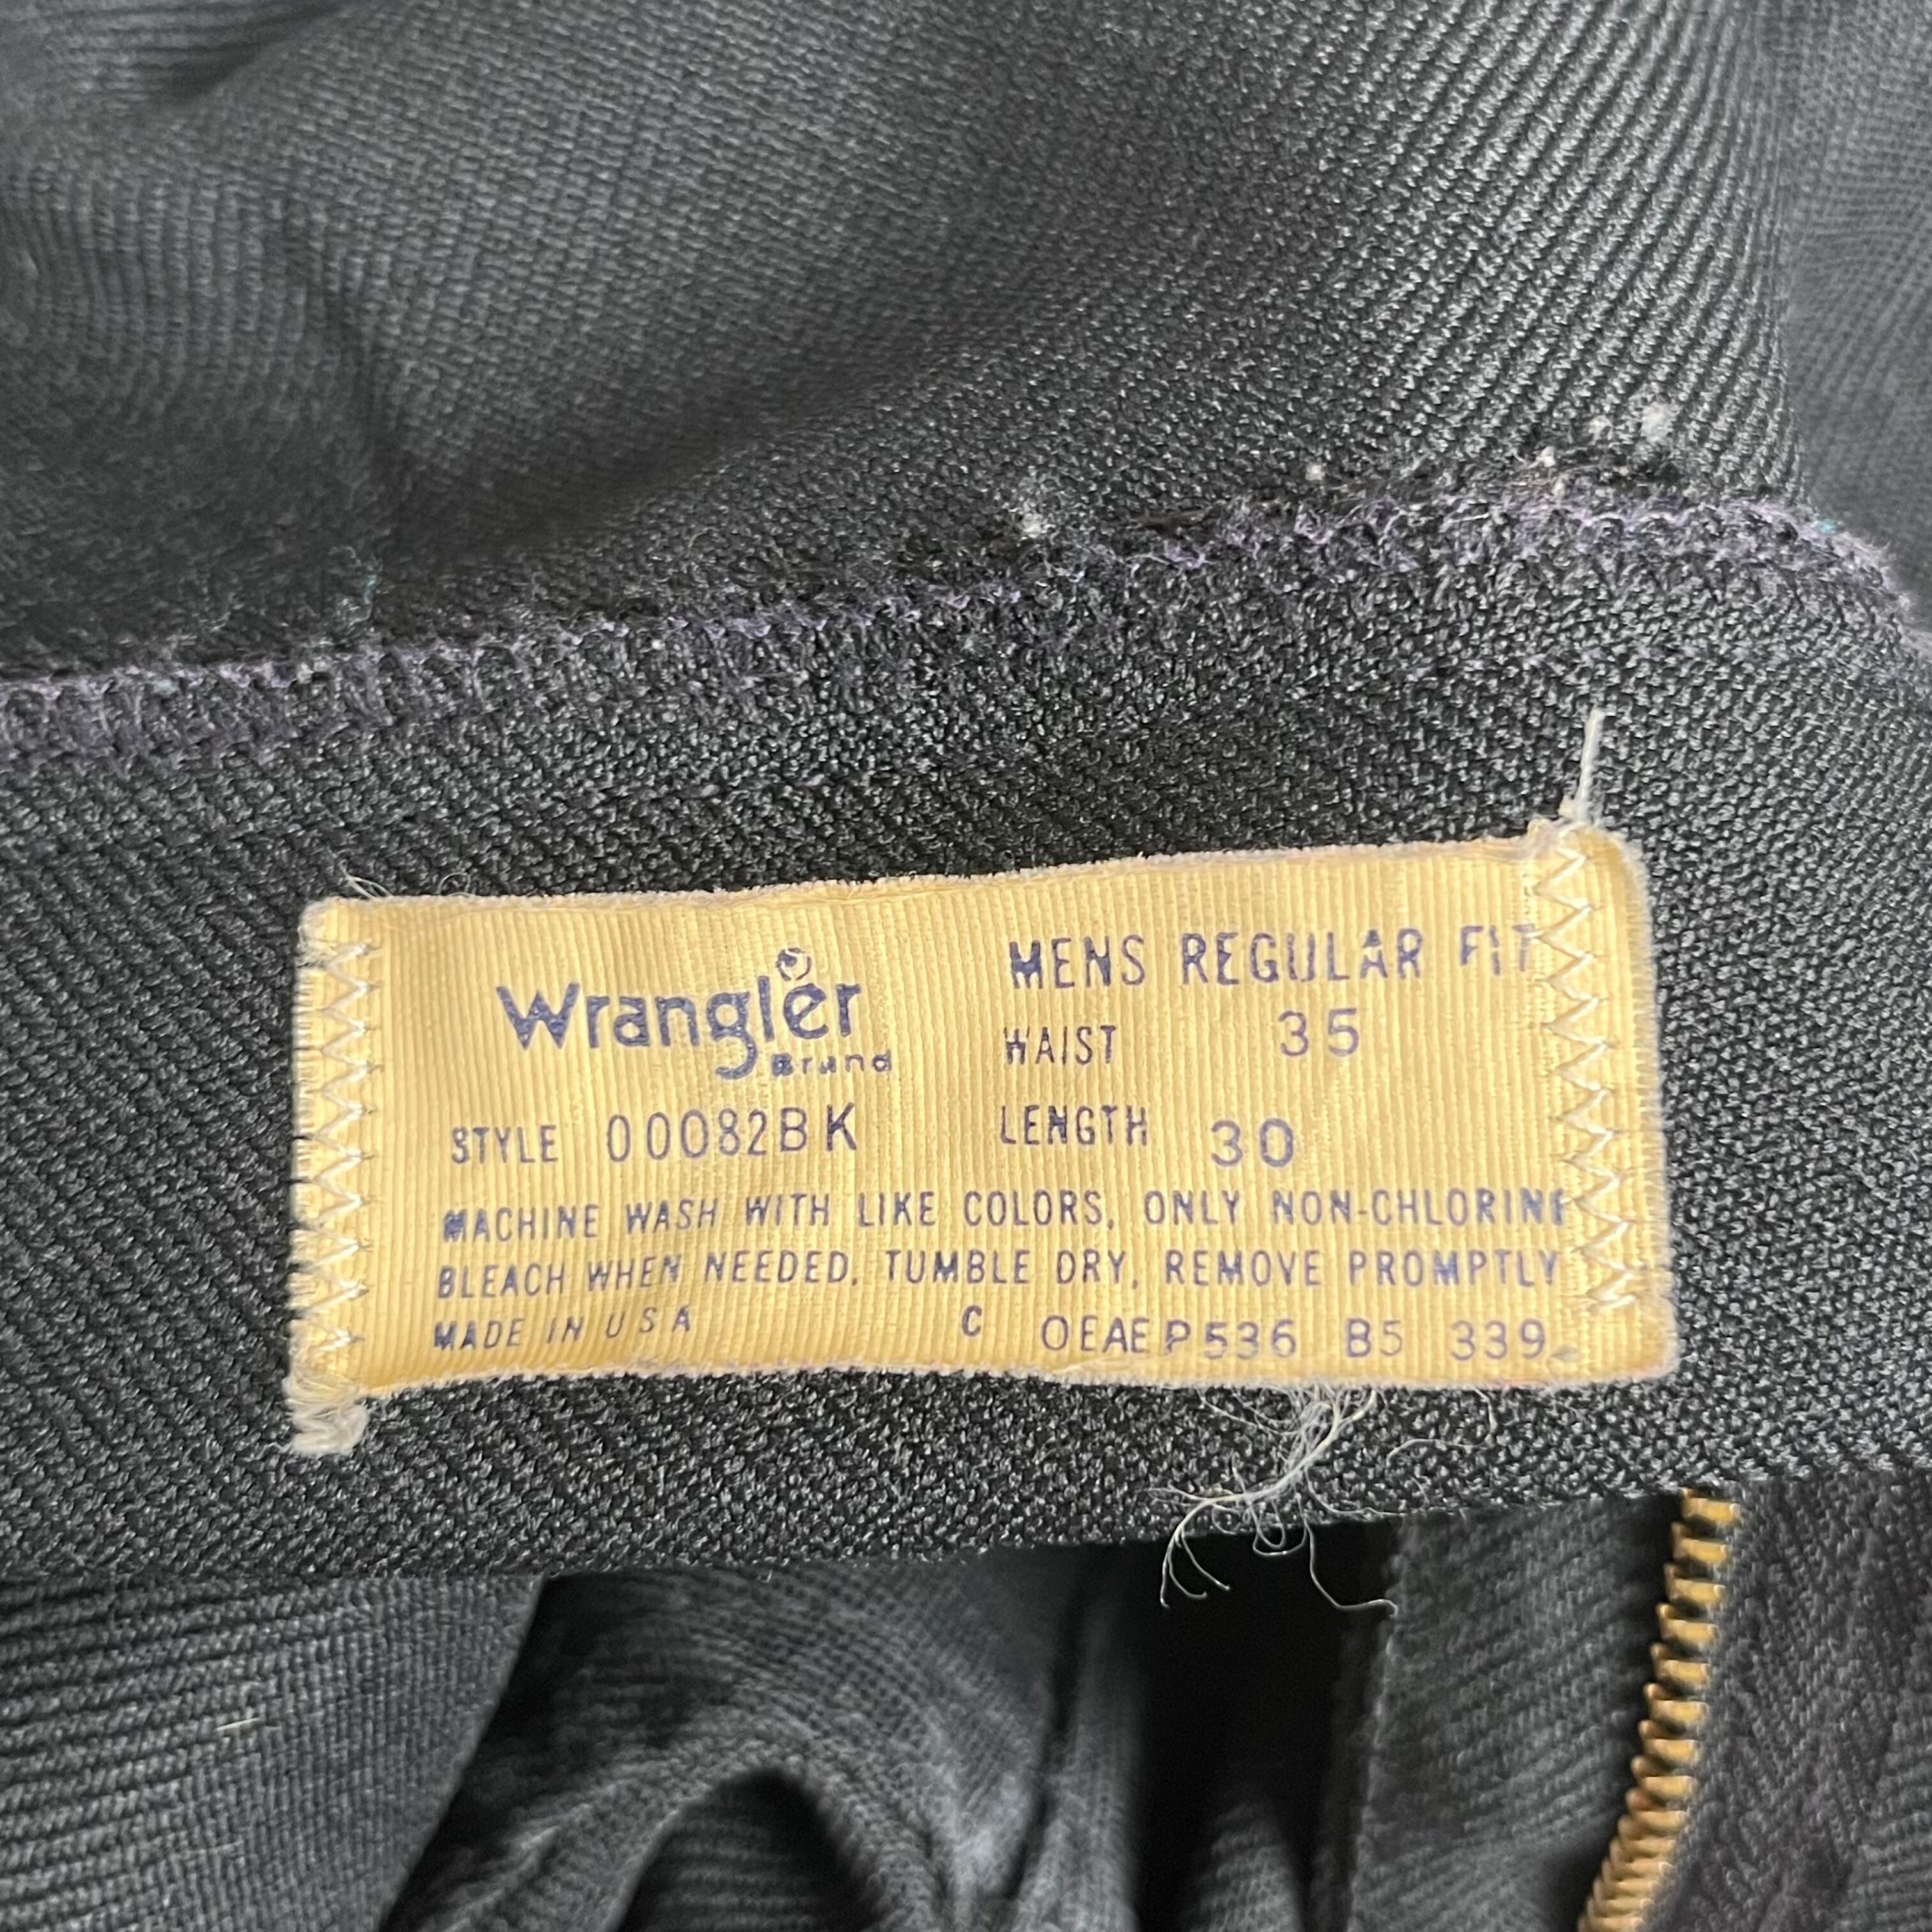 Wrangler
Brand
MENS REGULAR FIT
WAIST 35
STYLE 00082BK
LENGTH 30
MACHINE WASH WITH LIKE COLORS, ONLY NON-CHLORINE
BLEACH WHEN NEEDED, TUMBLE DRY, REMOVE PROMPTLY
MADE IN USA C OEAEP536 B5 339